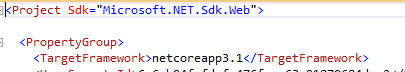 <Project Sdk="Microsoft.NET.Sdk.Web">
<PropertyGroup>
<TargetFramework>netcoreapp3.1</TargetFramework>